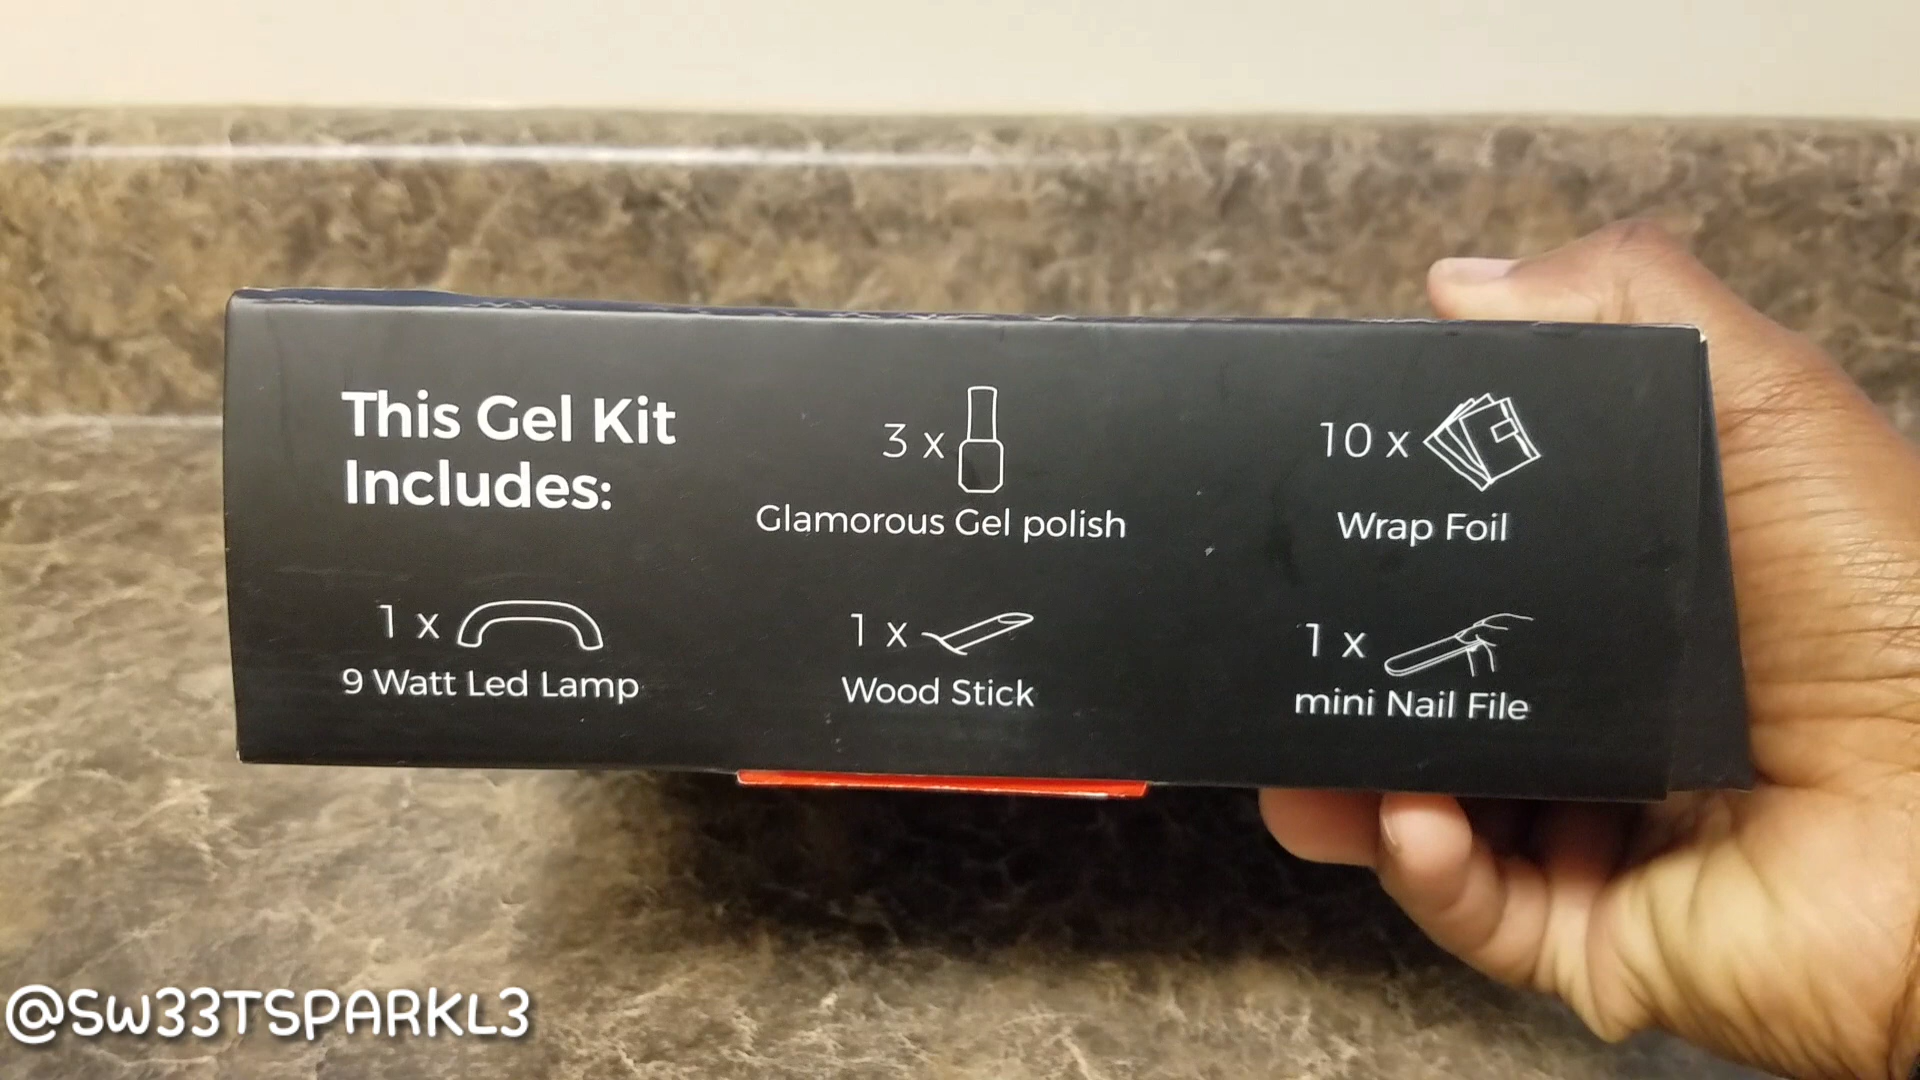 This Gel Kit
Includes:
3 x
Glamorous Gel polish
10 x
Wrap Foil
1 x
9 Watt Led Lamp
1 x
Wood Stick
1 x
mini Nail File
@SW33TSPARKL3